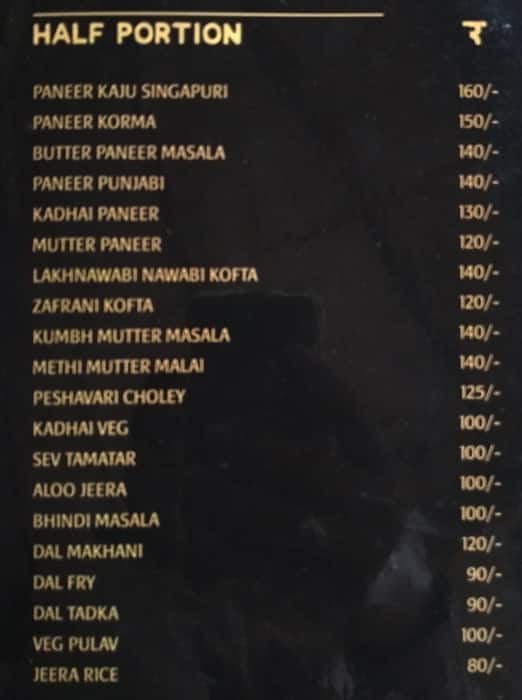 HALF PORTION ₹
PANEER KAJU SINGAPURI 160/-
PANEER KORMA 150/-
BUTTER PANEER MASALA 140/-
PANEER PUNJABI 140/-
KADHAI PANEER 130/-
MUTTER PANEER 120/-
LAKHNAWABI NAWABI KOFTA 140/-
ZAFRANI KOFTA 120/-
KUMBH MUTTER MASALA 140/-
METHI MUTTER MALAI 140/-
PESHAVARI CHOLEY 125/-
KADHAI VEG 100/-
SEV TAMATAR 100/-
ALOO JEERA 100/-
BHINDI MASALA 100/-
DAL MAKHANI 120/-
DAL FRY 90/-
DAL TADKA 90/-
VEG PULAV 100/-
JEERA RICE 80/-